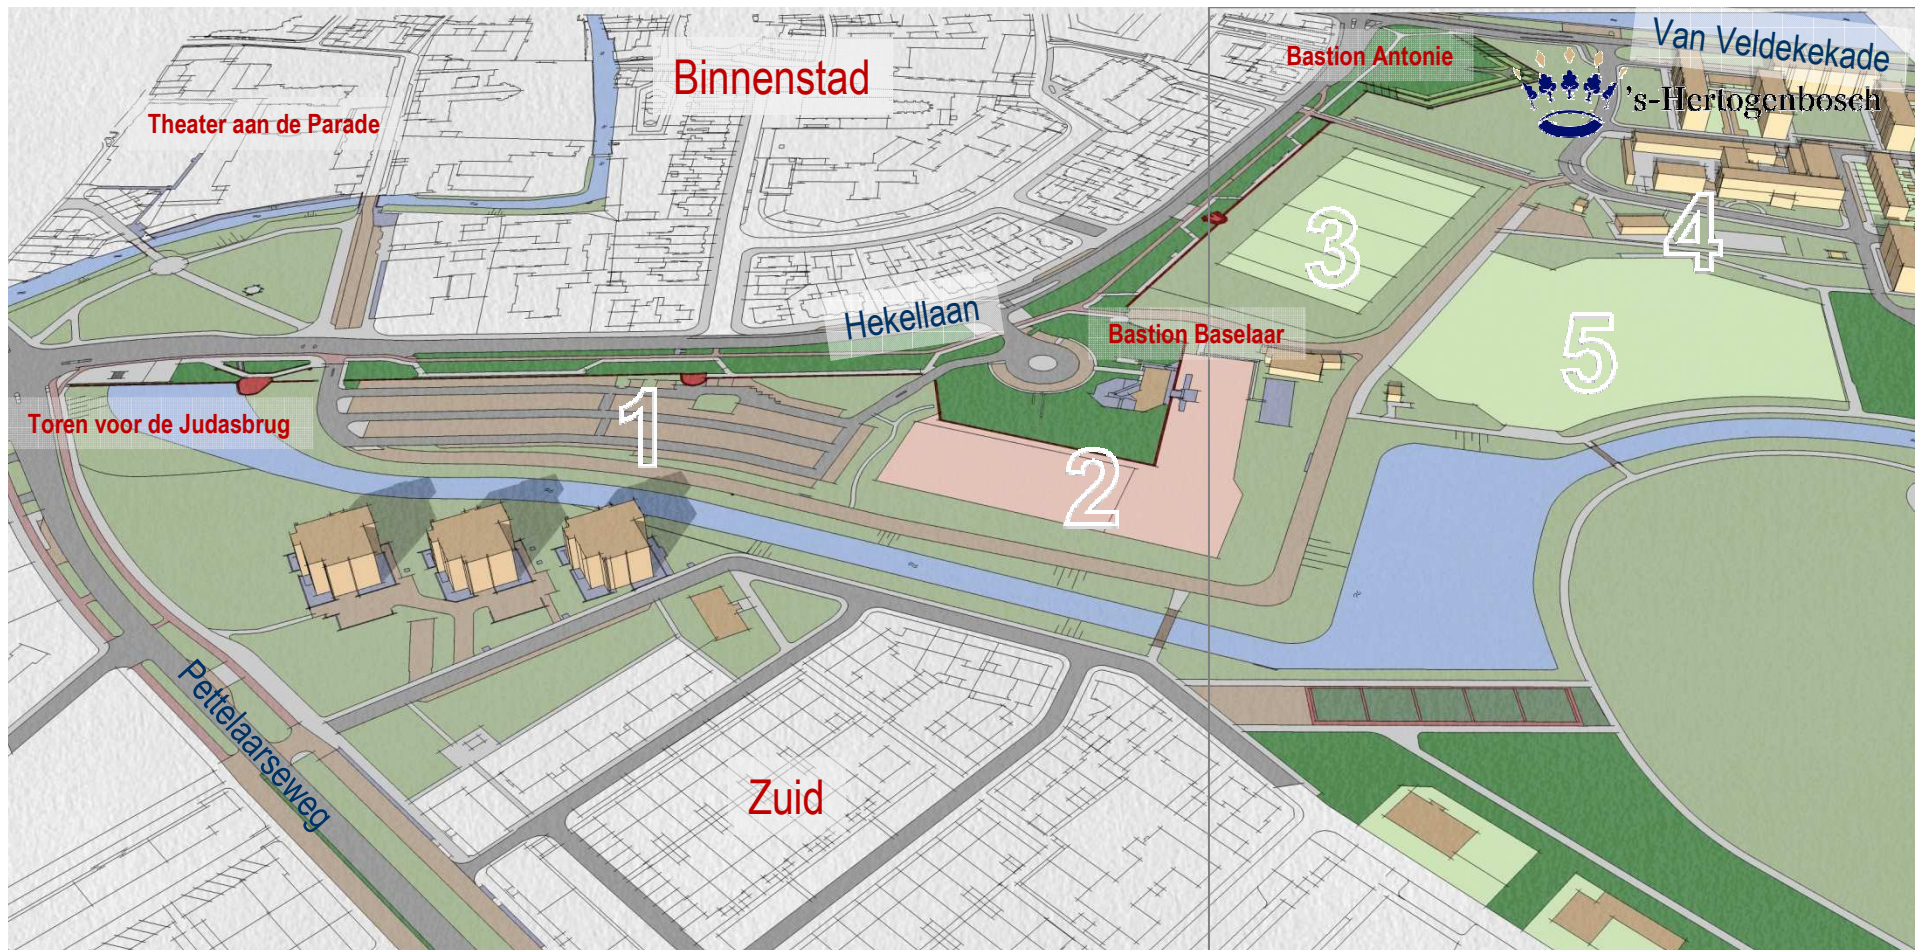 Binnenstad
Bastion Antonie
Van Veldekekade
's-Hertogenbosch
Theater aan de Parade
3
4
Hekellaan
Bastion Baselaar
5
Toren voor de Judasbrug
1
2
Pettelaarseweg
Zuid